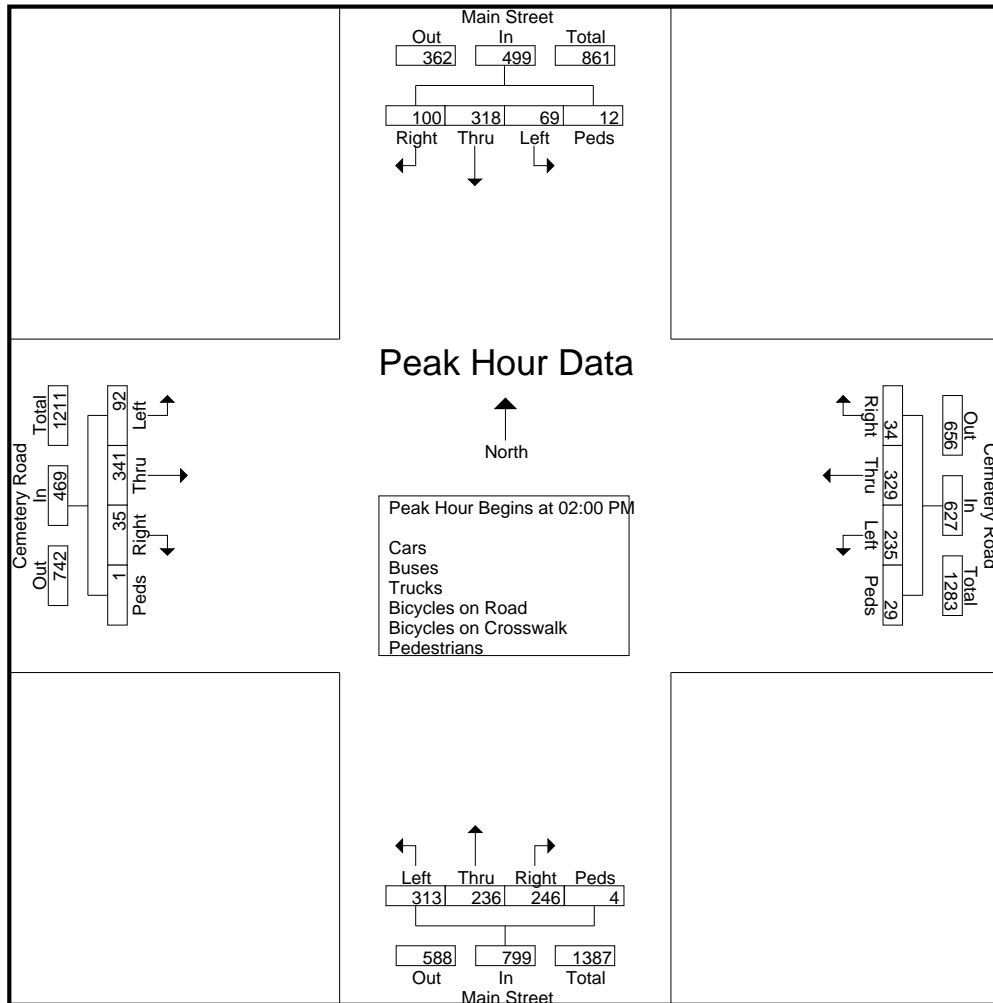 Main Street
Out In Total
362 499 861
100 318 69 12
Right Thru Left Peds
Peak Hour Data
North
Peak Hour Begins at 02:00 PM
Cars
Buses
Trucks
Bicycles on Road
Bicycles on Crosswalk
Pedestrians
Cemetery Road
Out In Total
742 469 1211
Left Thru Right Peds
92 341 35 1
Cemetery Road
Out In Total
656 627 1283
34 329 235 29
Right Thru Left Peds
Left Thru Right Peds
313 236 246 4
588 799 1387
Out In Total
Main Street